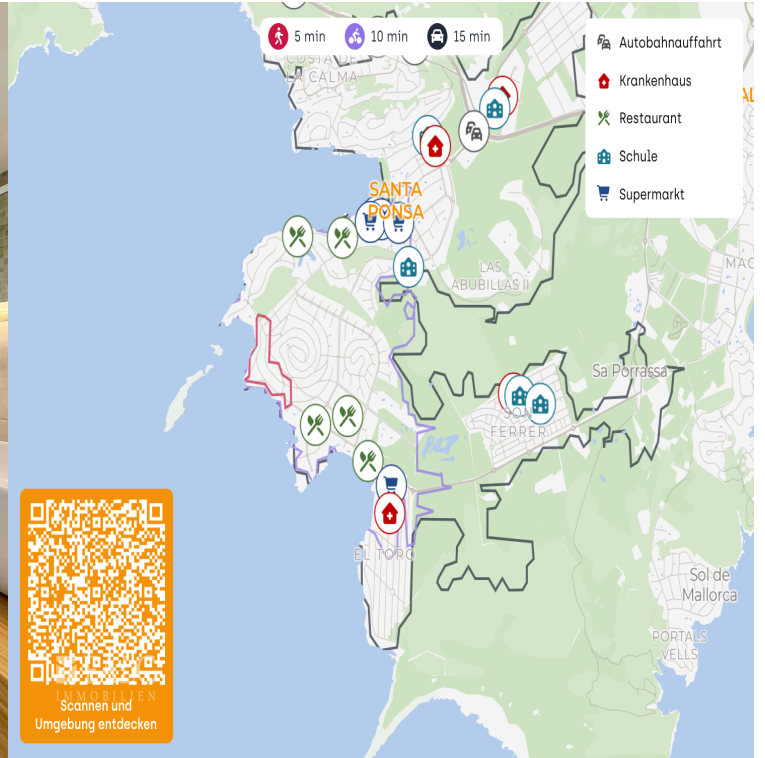 5 min
10 min
15 min
Autobahnauffahrt
Krankenhaus
Restaurant
Schule
Supermarkt
COSTA DE
LA CALMA
SANTA
PONSA
LAS
ABUBILLAS II
Sa Porrassa
SON
FERRER
EL TORO
Sol de
Mallorca
PORTALS
VELLS
IMMOBILIEN
Scannen und
Umgebung entdecken